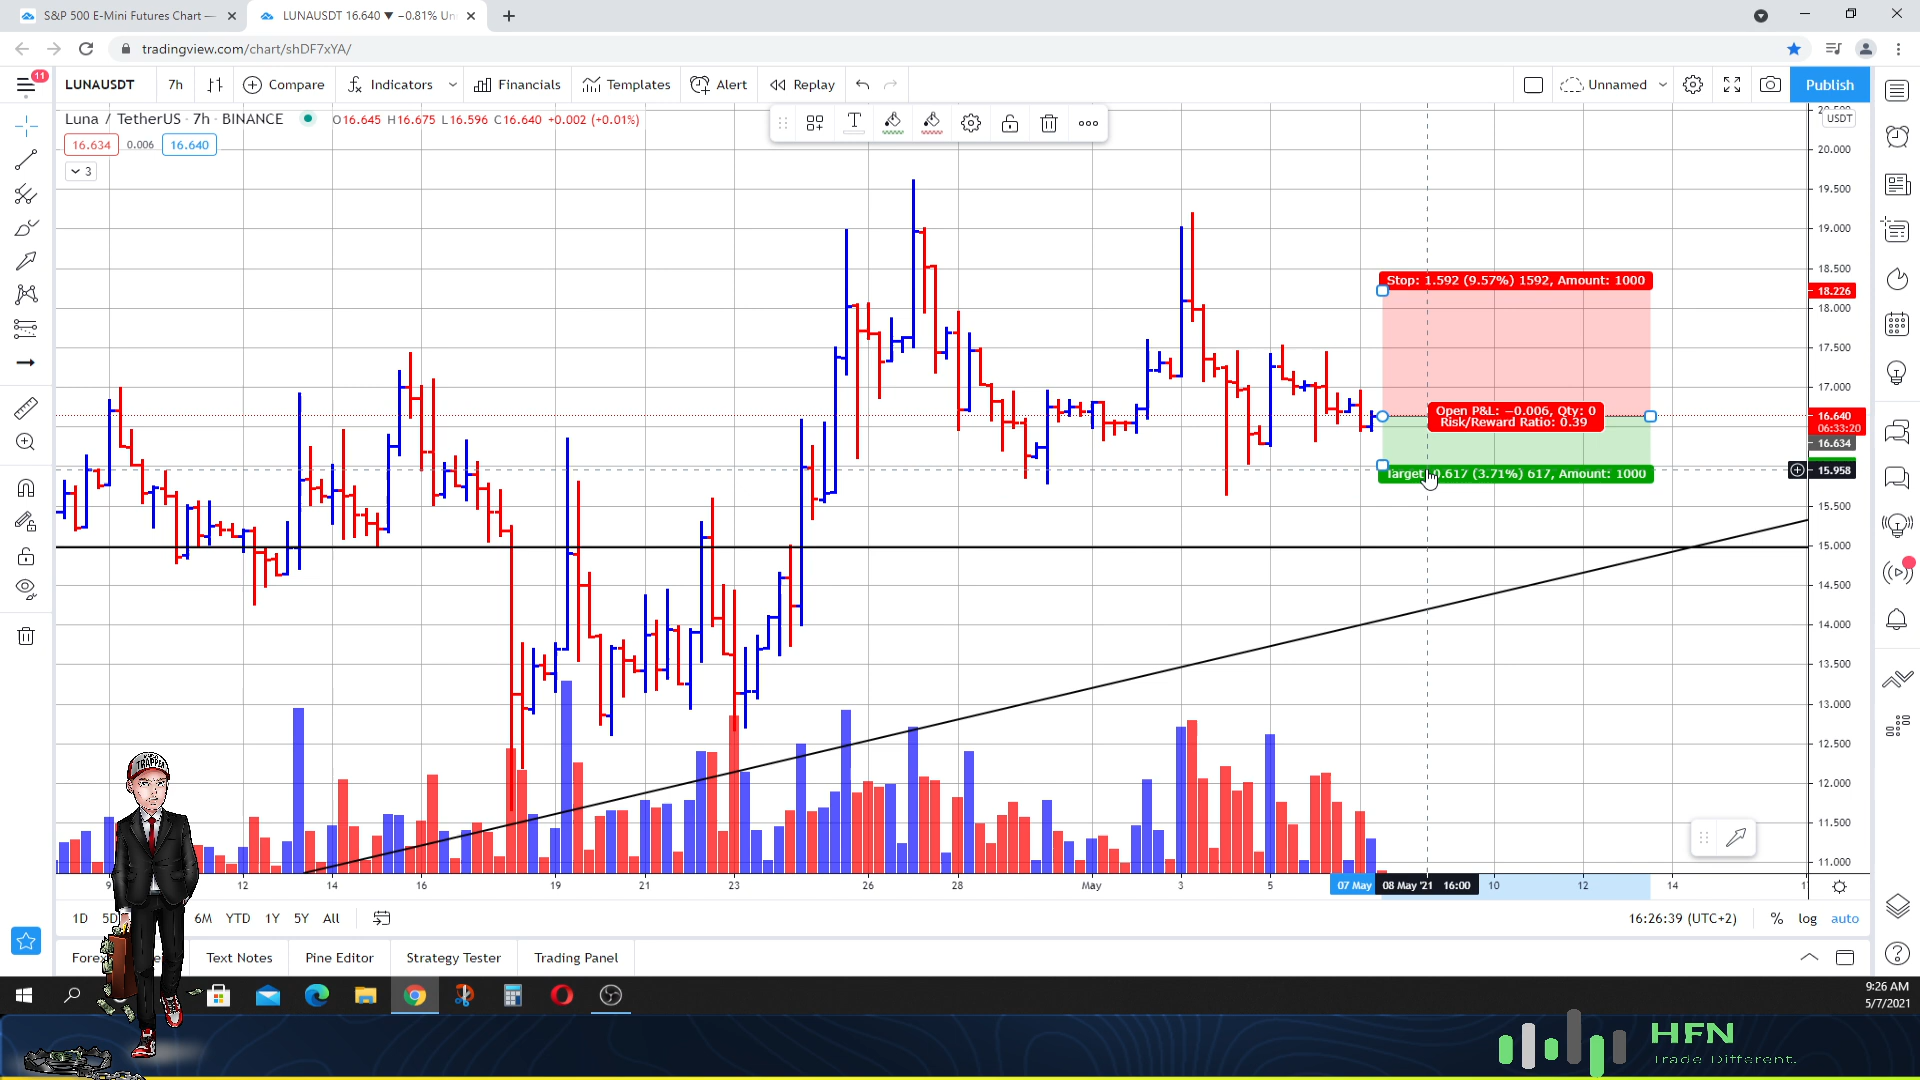 S&P 500 E-Mini Futures Chart —
LUNAUSDT 16.640 ▼ −0.81% Un
tradingview.com/chart/shDF7xYA/
11
LUNAUSDT
7h
Compare
Indicators
Financials
Templates
Alert
Replay
Unnamed
Publish
Luna / TetherUS · 7h · BINANCE
O16.645 H16.675 L16.596 C16.640 +0.002 (+0.01%)
16.634
0.006
16.640
3
T
USDT
20.000
19.500
19.000
18.500
18.226
18.000
17.500
17.000
16.640
06:33:20
16.634
15.958
15.500
15.000
14.500
14.000
13.500
13.000
12.500
12.000
11.500
11.000
Stop: 1.592 (9.57%) 1592, Amount: 1000
Open P&L: −0.006, Qty: 0
Risk/Reward Ratio: 0.39
Target: 0.617 (3.71%) 617, Amount: 1000
9
12
14
16
19
21
23
26
28
May
3
5
07 May
08 May '21 16:00
10
12
14
1D
5D
6M
YTD
1Y
5Y
All
16:26:39 (UTC+2)
%
log
auto
Text Notes
Pine Editor
Strategy Tester
Trading Panel
9:26 AM
5/7/2021
TRAPPER
HFN
Trade Different.